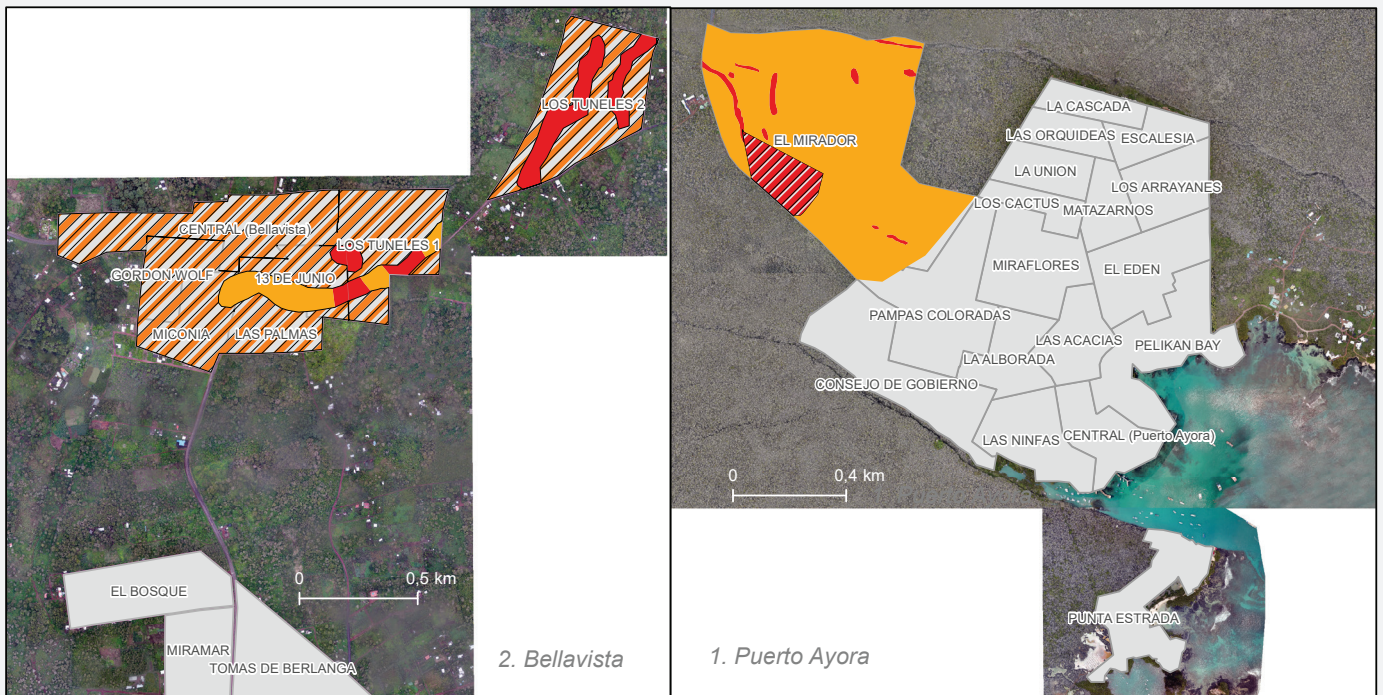 LOS TUNELES 2
CENTRAL (Bellavista)
LOS TUNELES 1
GORDON WOLF
13 DE JUNIO
MICONIA
LAS PALMAS
0
0,5 km
EL BOSQUE
MIRAMAR
TOMAS DE BERLANGA
2. Bellavista
LA CASCADA
LAS ORQUIDEAS
ESCALESIA
EL MIRADOR
LA UNION
LOS ARRAYANES
LOS CACTUS
MATAZARNOS
MIRAFLORES
EL EDEN
PAMPAS COLORADAS
LAS ACACIAS
PELIKAN BAY
LA ALBORADA
CONSEJO DE GOBIERNO
LAS NINFAS
CENTRAL (Puerto Ayora)
0
0,4 km
PUNTA ESTRADA
1. Puerto Ayora